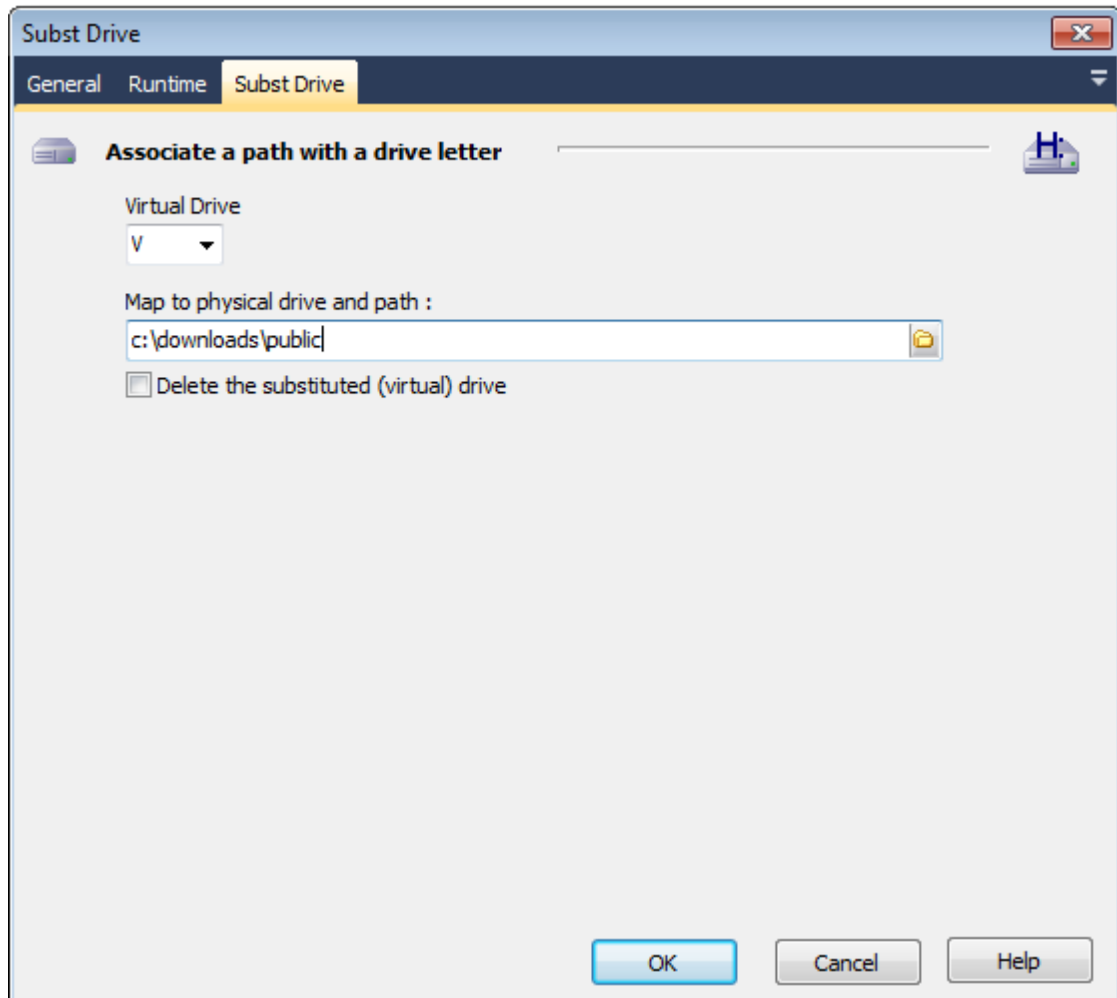 Subst Drive
General Runtime Subst Drive
Associate a path with a drive letter
H:
Virtual Drive
V
Map to physical drive and path :
c:\downloads\public
Delete the substituted (virtual) drive
OK Cancel Help